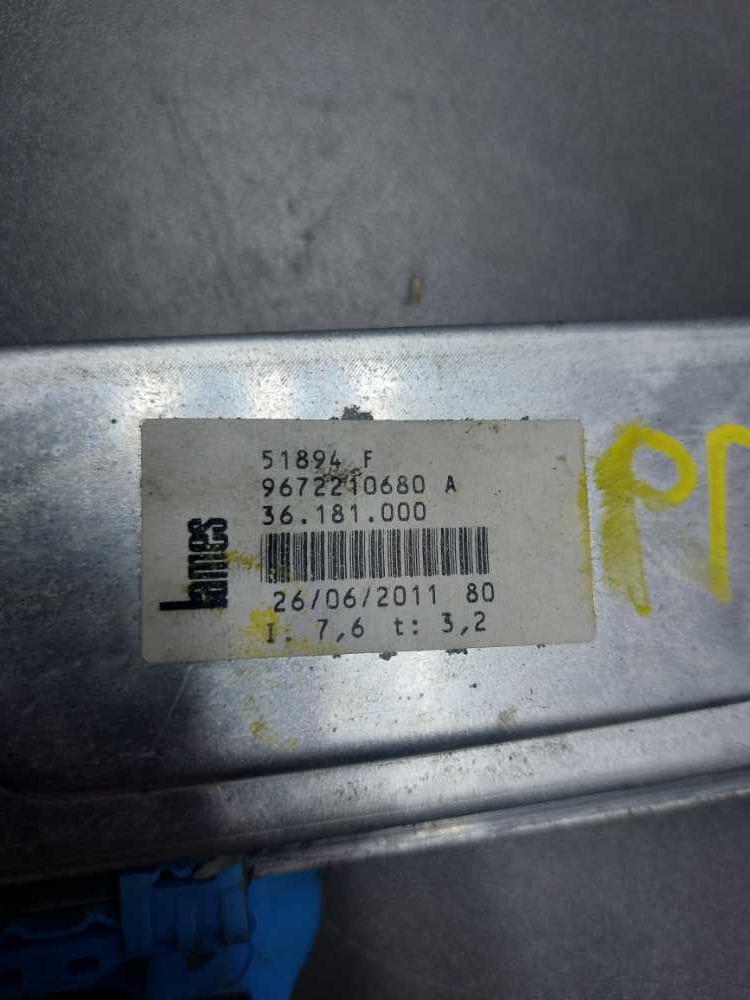 51894 F
9672210680 A
36.181.000
lames
26/06/2011 80
I: 7,6 t: 3,2